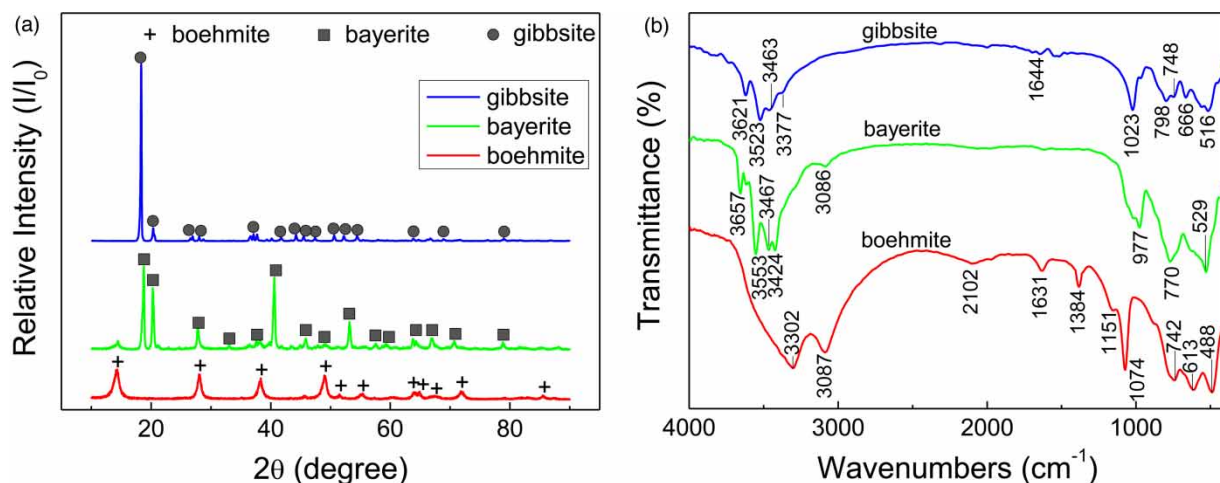 (a)
+ boehmite ■ bayerite ● gibbsite
gibbsite
bayerite
boehmite
Relative Intensity (I/I₀)
20 40 60 80
2θ (degree)
(b)
gibbsite
3621
3523
3463
3377
1644
1023
798
748
666
516
bayerite
3657
3553
3467
3424
3086
977
770
529
boehmite
3302
3087
2102
1631
1384
1151
1074
742
613
488
Transmittance (%)
4000 3000 2000 1000
Wavenumbers (cm⁻¹)